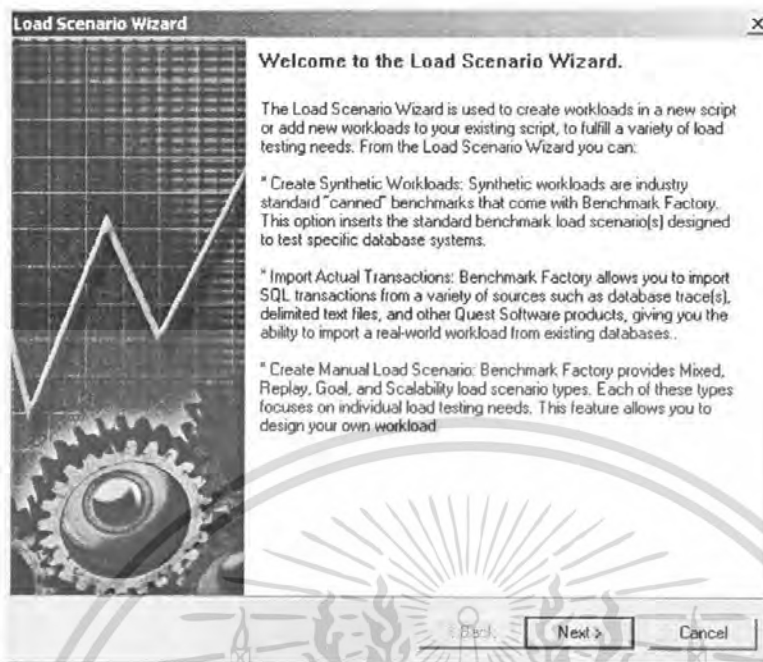 Load Scenario Wizard
Welcome to the Load Scenario Wizard.
The Load Scenario Wizard is used to create workloads in a new script
or add new workloads to your existing script, to fulfill a variety of load
testing needs. From the Load Scenario Wizard you can:
* Create Synthetic Workloads: Synthetic workloads are industry
standard "canned" benchmarks that come with Benchmark Factory.
This option inserts the standard benchmark load scenario(s) designed
to test specific database systems.
* Import Actual Transactions: Benchmark Factory allows you to import
SQL transactions from a variety of sources such as database trace(s),
delimited text files, and other Quest Software products, giving you the
ability to import a real-world workload from existing databases..
* Create Manual Load Scenario: Benchmark Factory provides Mixed,
Replay, Goal, and Scalability load scenario types. Each of these types
focuses on individual load testing needs. This feature allows you to
design your own workload
< Back Next > Cancel